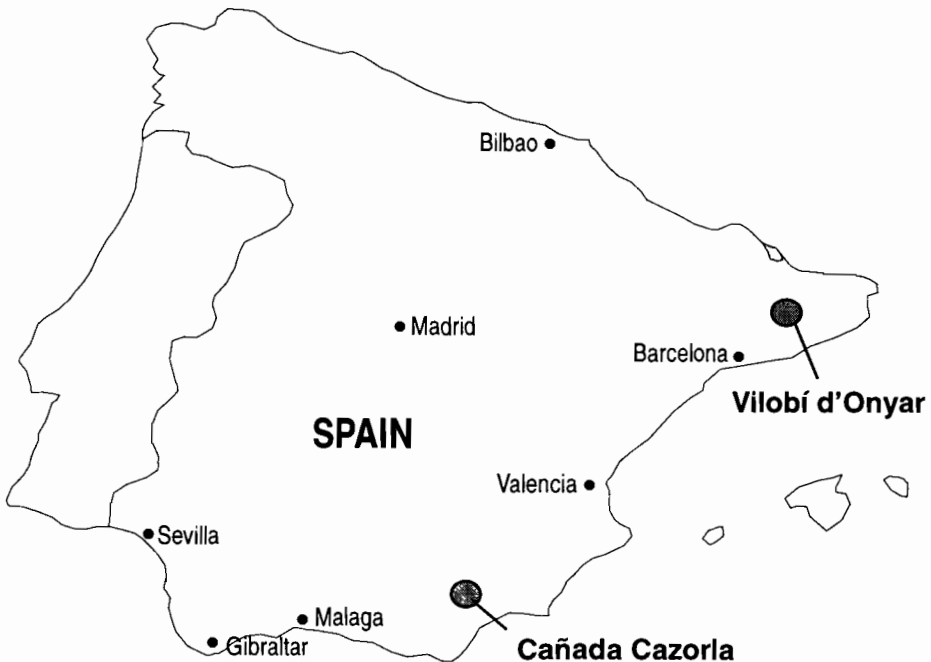 Bilbao
Madrid
Barcelona
Vilobí d'Onyar
SPAIN
Valencia
Sevilla
Malaga
Gibraltar
Cañada Cazorla